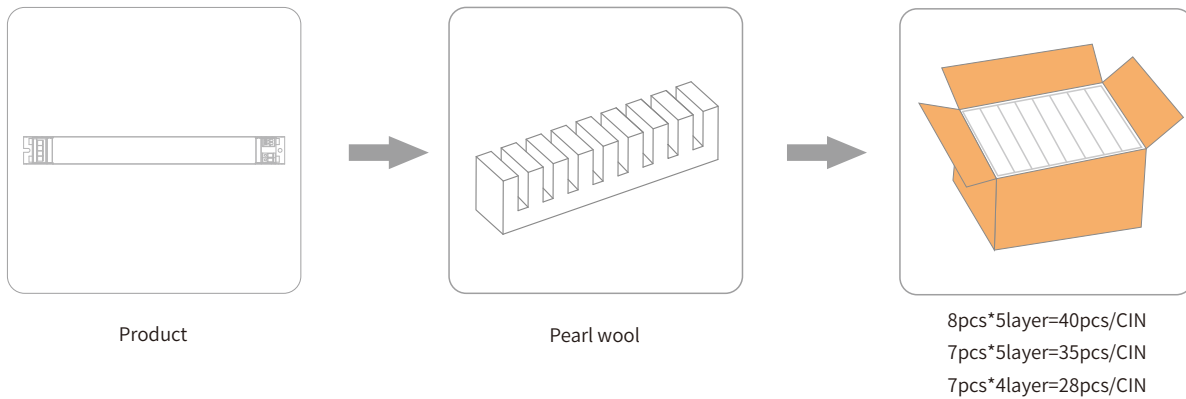 Product
Pearl wool
8pcs*5layer=40pcs/CIN
7pcs*5layer=35pcs/CIN
7pcs*4layer=28pcs/CIN